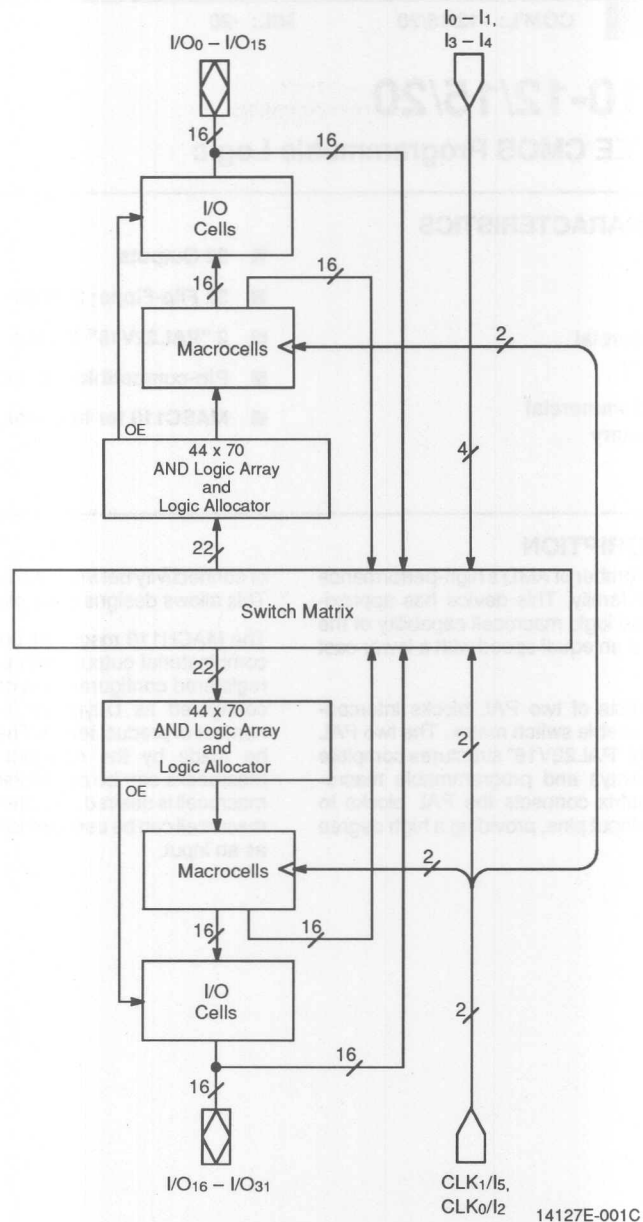 I0 – I1,
I3 – I4
I/O0 – I/O15
16
16
I/O
Cells
16
16
Macrocells
2
OE
44 x 70
AND Logic Array
and
Logic Allocator
4
22
Switch Matrix
22
44 x 70
AND Logic Array
and
Logic Allocator
2
OE
Macrocells
2
16
16
I/O
Cells
2
16
16
I/O16 – I/O31
CLK1/I5,
CLK0/I2
14127E-001C